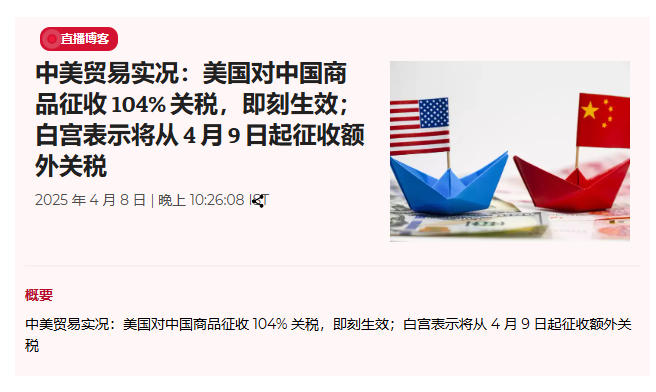 直播博客
中美贸易实况：美国对中国商
品征收 104% 关税，即刻生效；
白宫表示将从 4 月 9 日起征收额
外关税
2025 年 4 月 8 日 | 晚上 10:26:08 IST
概要
中美贸易实况：美国对中国商品征收 104% 关税，即刻生效；白宫表示将从 4 月 9 日起征收额外关
税